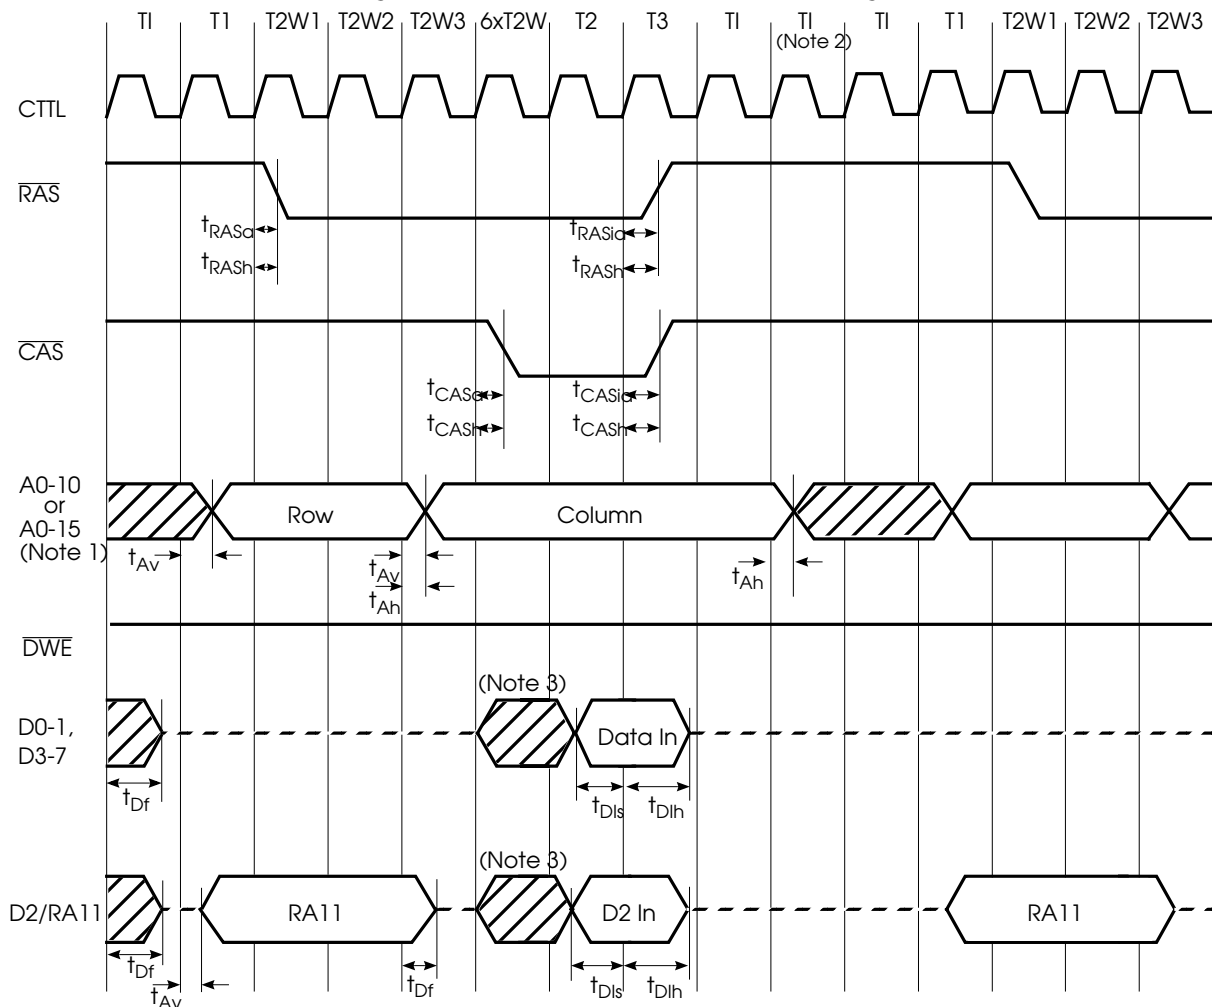 TI T1 T2W1 T2W2 T2W3 6xT2W T2 T3 TI TI TI T1 T2W1 T2W2 T2W3
(Note 2)
CTTL
RAS
tRASa
tRASia
tRASh
tRASh
CAS
tCASa
tCASia
tCASh
tCASh
A0-10
or
A0-15
(Note 1)
Row
Column
tAv
tAv
tAh
tAh
DWE
(Note 3)
D0-1,
D3-7
Data In
tDf
tDIs
tDIh
(Note 3)
D2/RA11
RA11
D2 In
RA11
tDf
tDf
tDIs
tDIh
tAv